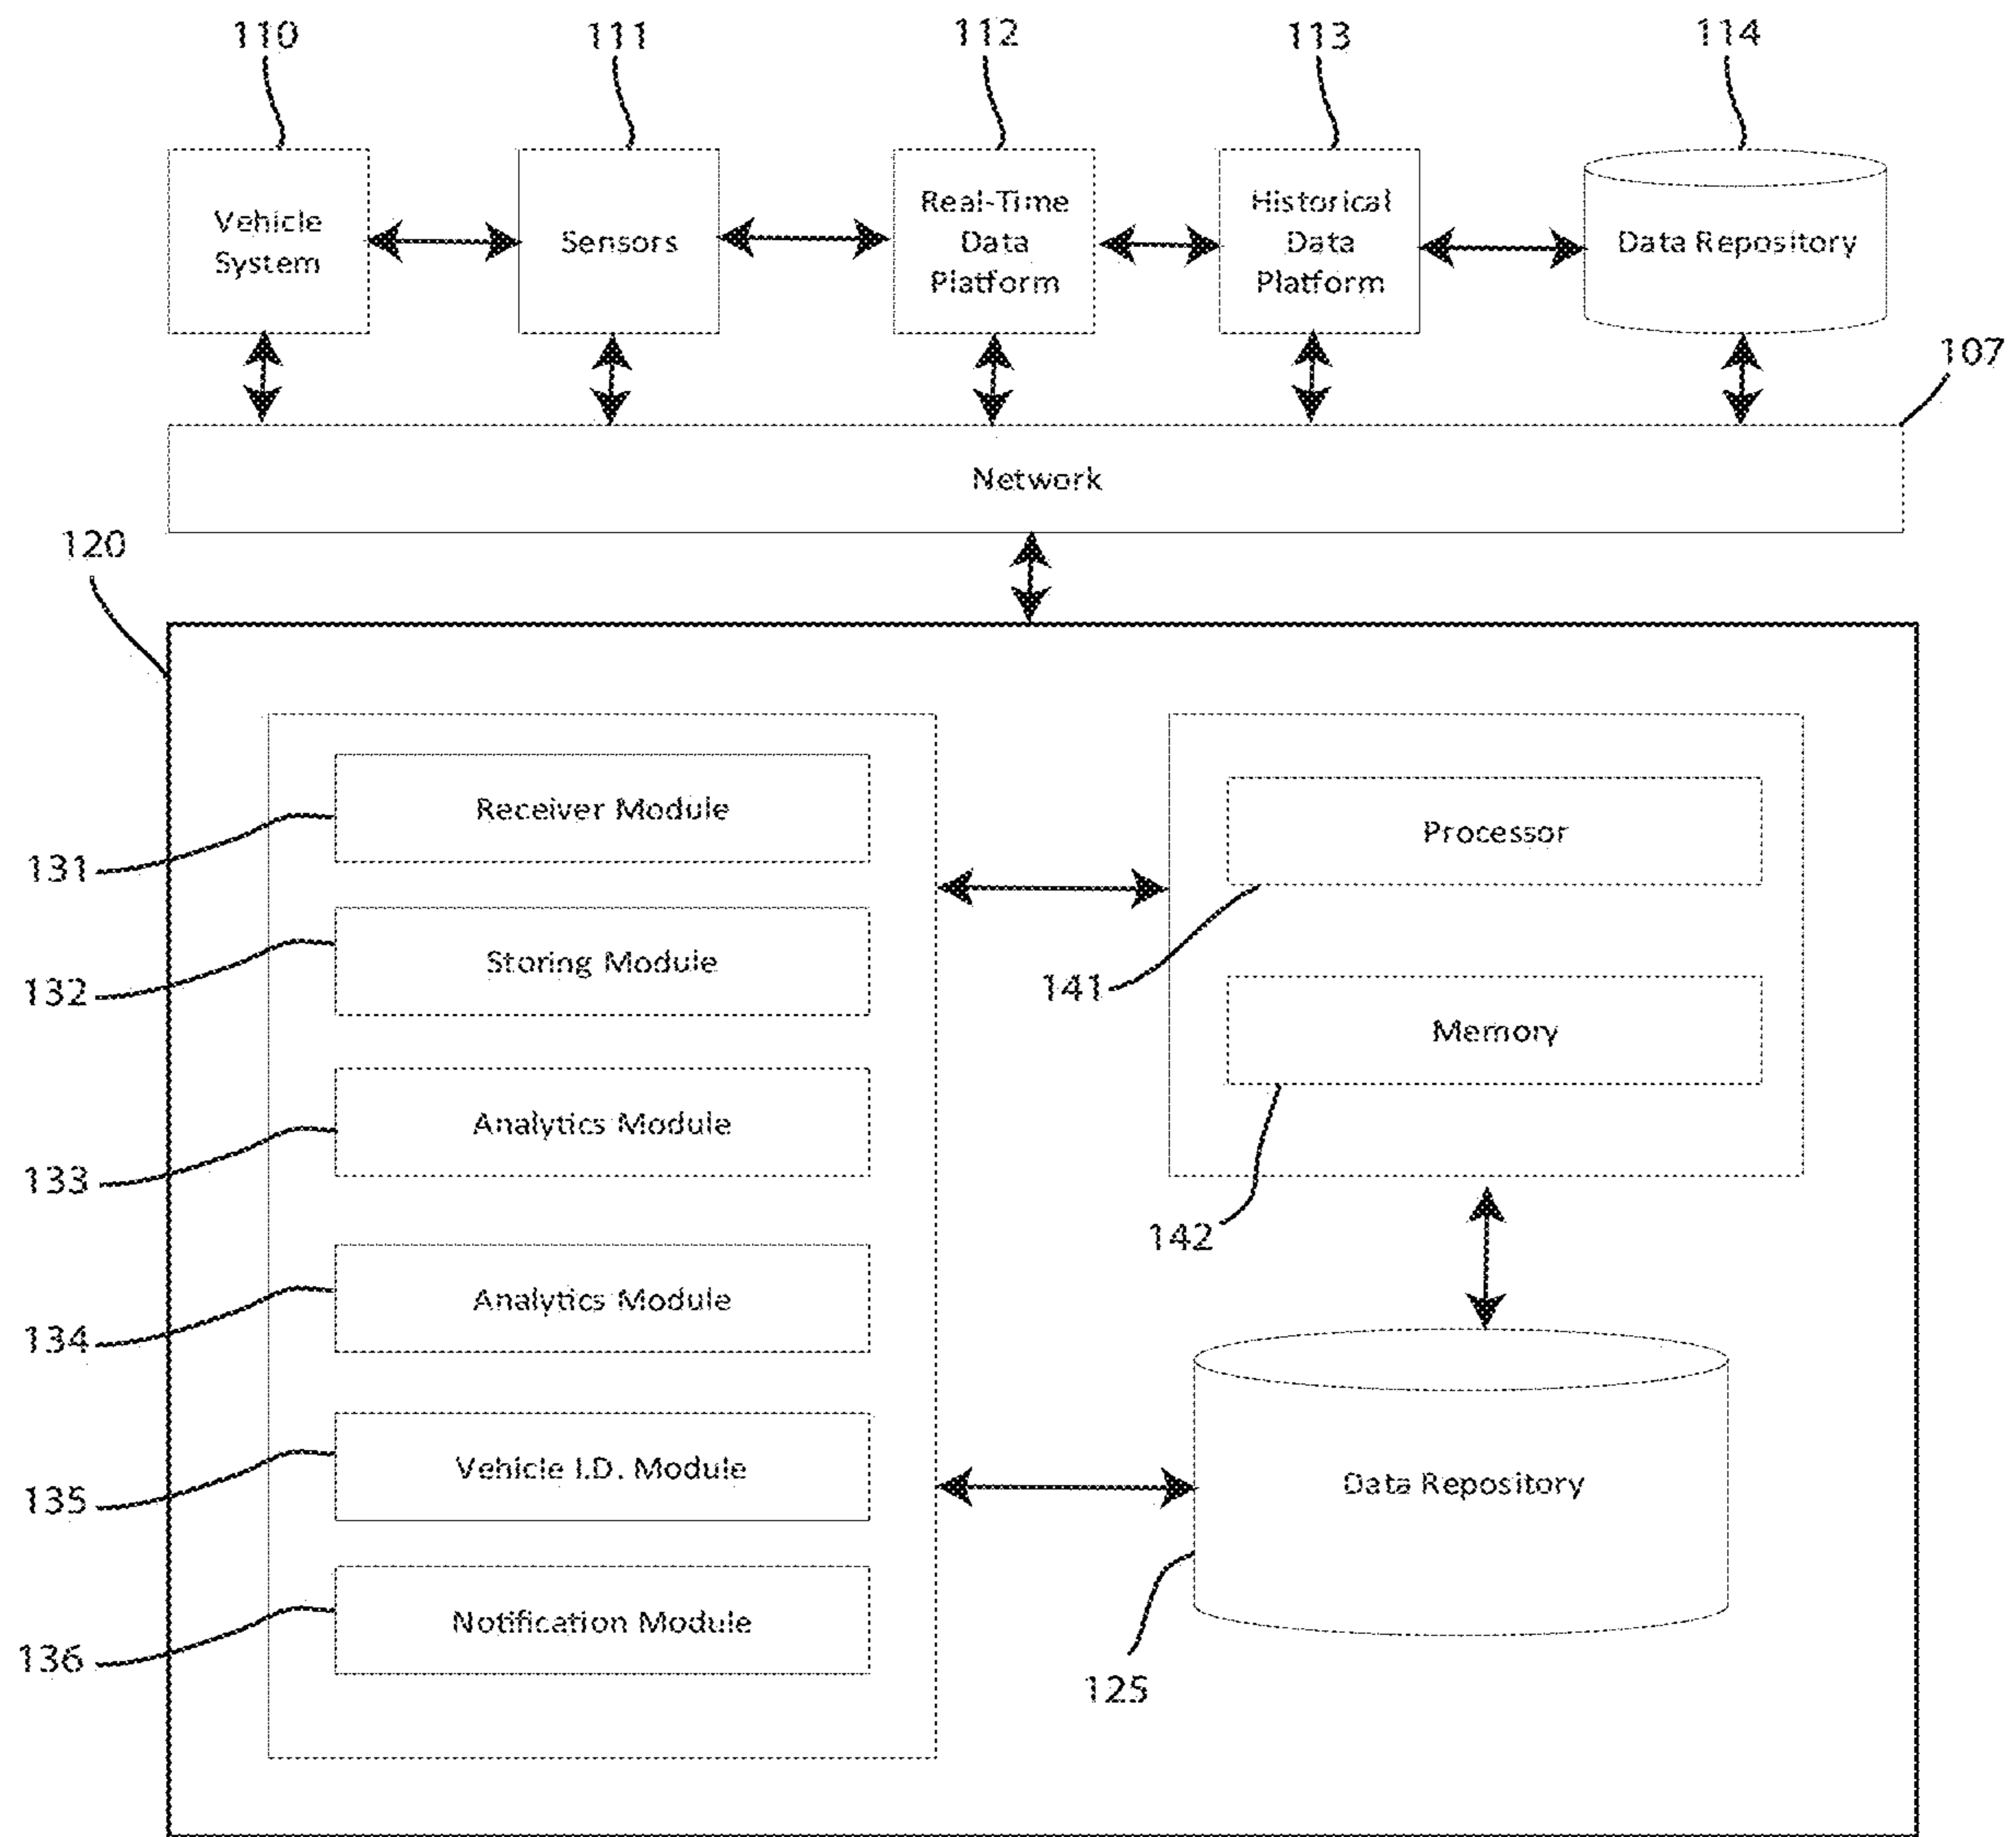 110
111
112
113
114
Vehicle
System
Sensors
Real-Time
Data
Platform
Historical
Data
Platform
Data Repository
107
Network
120
Receiver Module
131
Storing Module
132
Analytics Module
133
Analytics Module
134
Vehicle I.D. Module
135
Notification Module
136
Processor
141
Memory
142
Data Repository
125